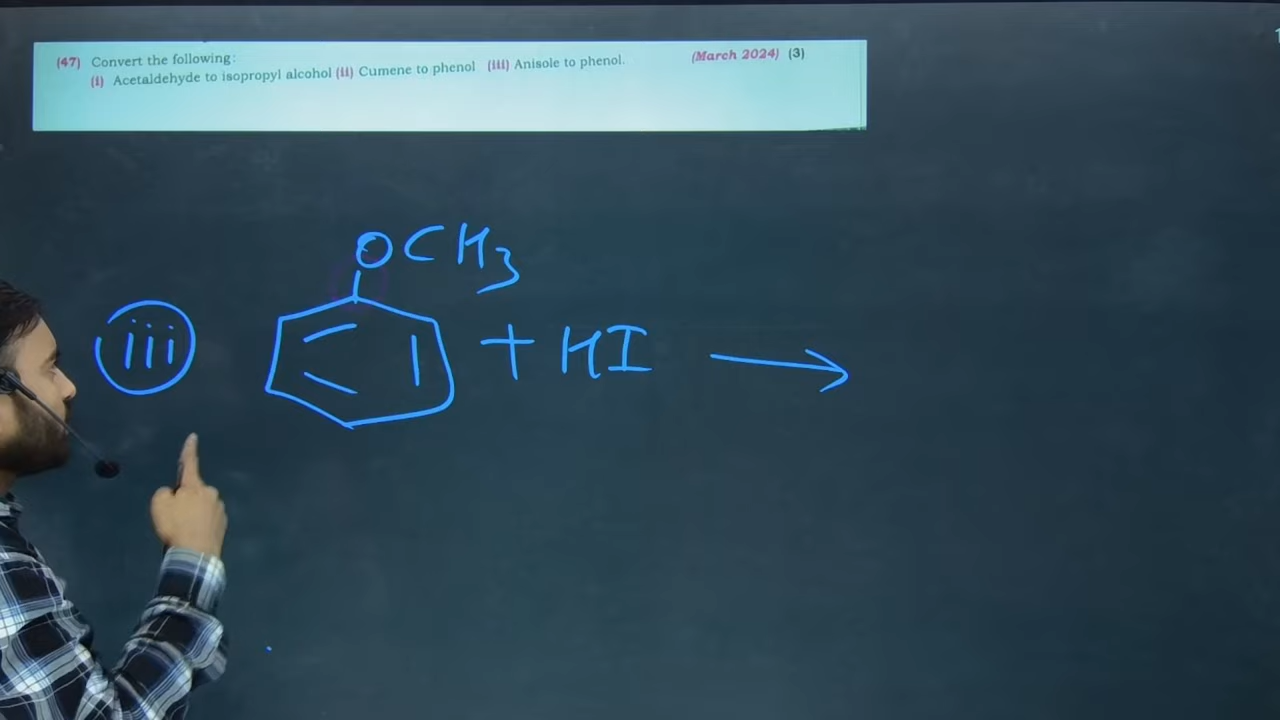 (47) Convert the following: (March 2024) (3)
(i) Acetaldehyde to isopropyl alcohol (ii) Cumene to phenol (iii) Anisole to phenol.
OCH3
iii + HI
1